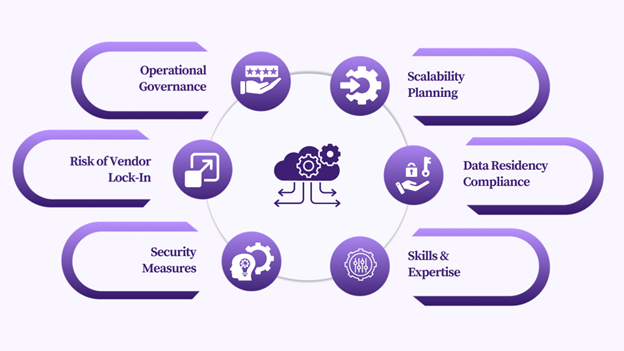 Operational
Governance
Scalability
Planning
Risk of Vendor
Lock-In
Data Residency
Compliance
Security
Measures
Skills &
Expertise